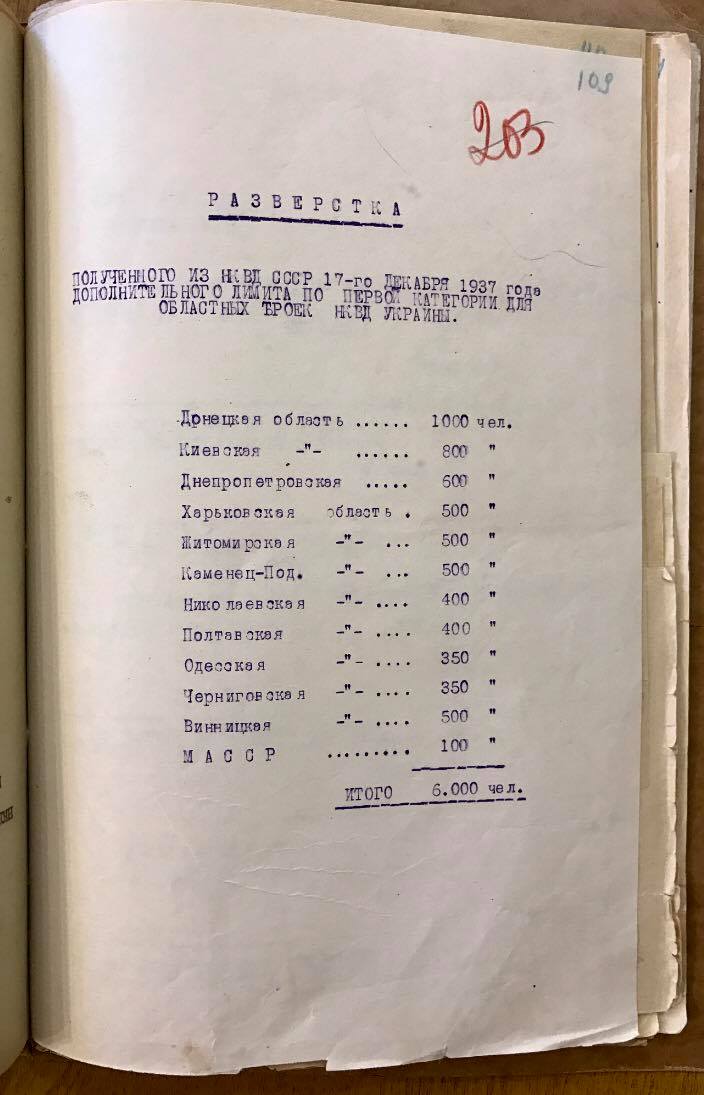 109
203
РАЗВЕРСТКА
ПОЛУЧЕННОГО ИЗ НКВД СССР 17-го ДЕКАБРЯ 1937 года
ДОПОЛНИТЕЛЬНОГО ЛИМИТА ПО ПЕРВОЙ КАТЕГОРИИ ДЛЯ
ОБЛАСТНЫХ ТРОЕК НКВД УКРАИНЫ.
Донецкая область ...... 1000 чел.
Киевская -"- ...... 800 "
Днепропетровская ..... 600 "
Харьковская область . 500 "
Житомирская -"- ... 500 "
Каменец-Под. -"- ... 500 "
Николаевская -"- .... 400 "
Полтавская -"- .... 400 "
Одесская -"- .... 350 "
Черниговская -"- .... 350 "
Винницкая -"- .... 500 "
МАССР ......... 100 "
ИТОГО 6.000 чел.